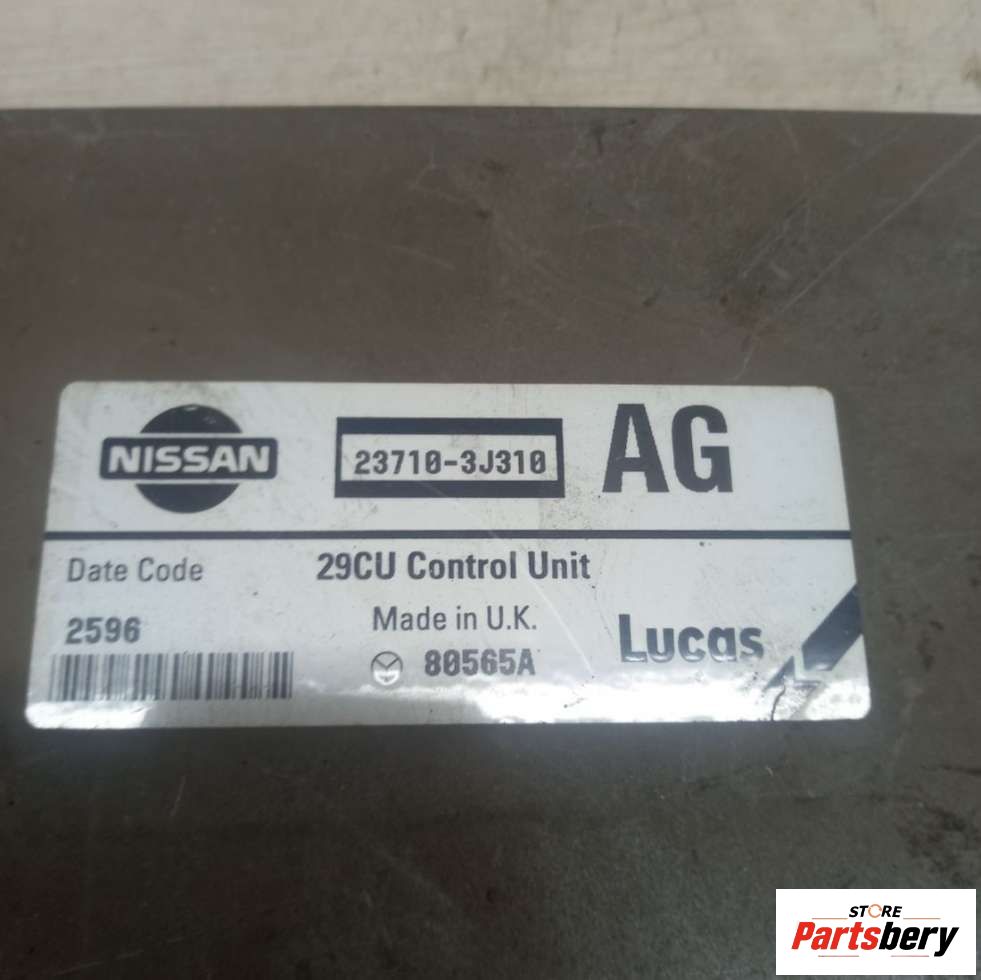 NISSAN
23710-3J310
AG
Date Code
29CU Control Unit
2596
Made in U.K.
80565A
Lucas
STORE
Partsbery